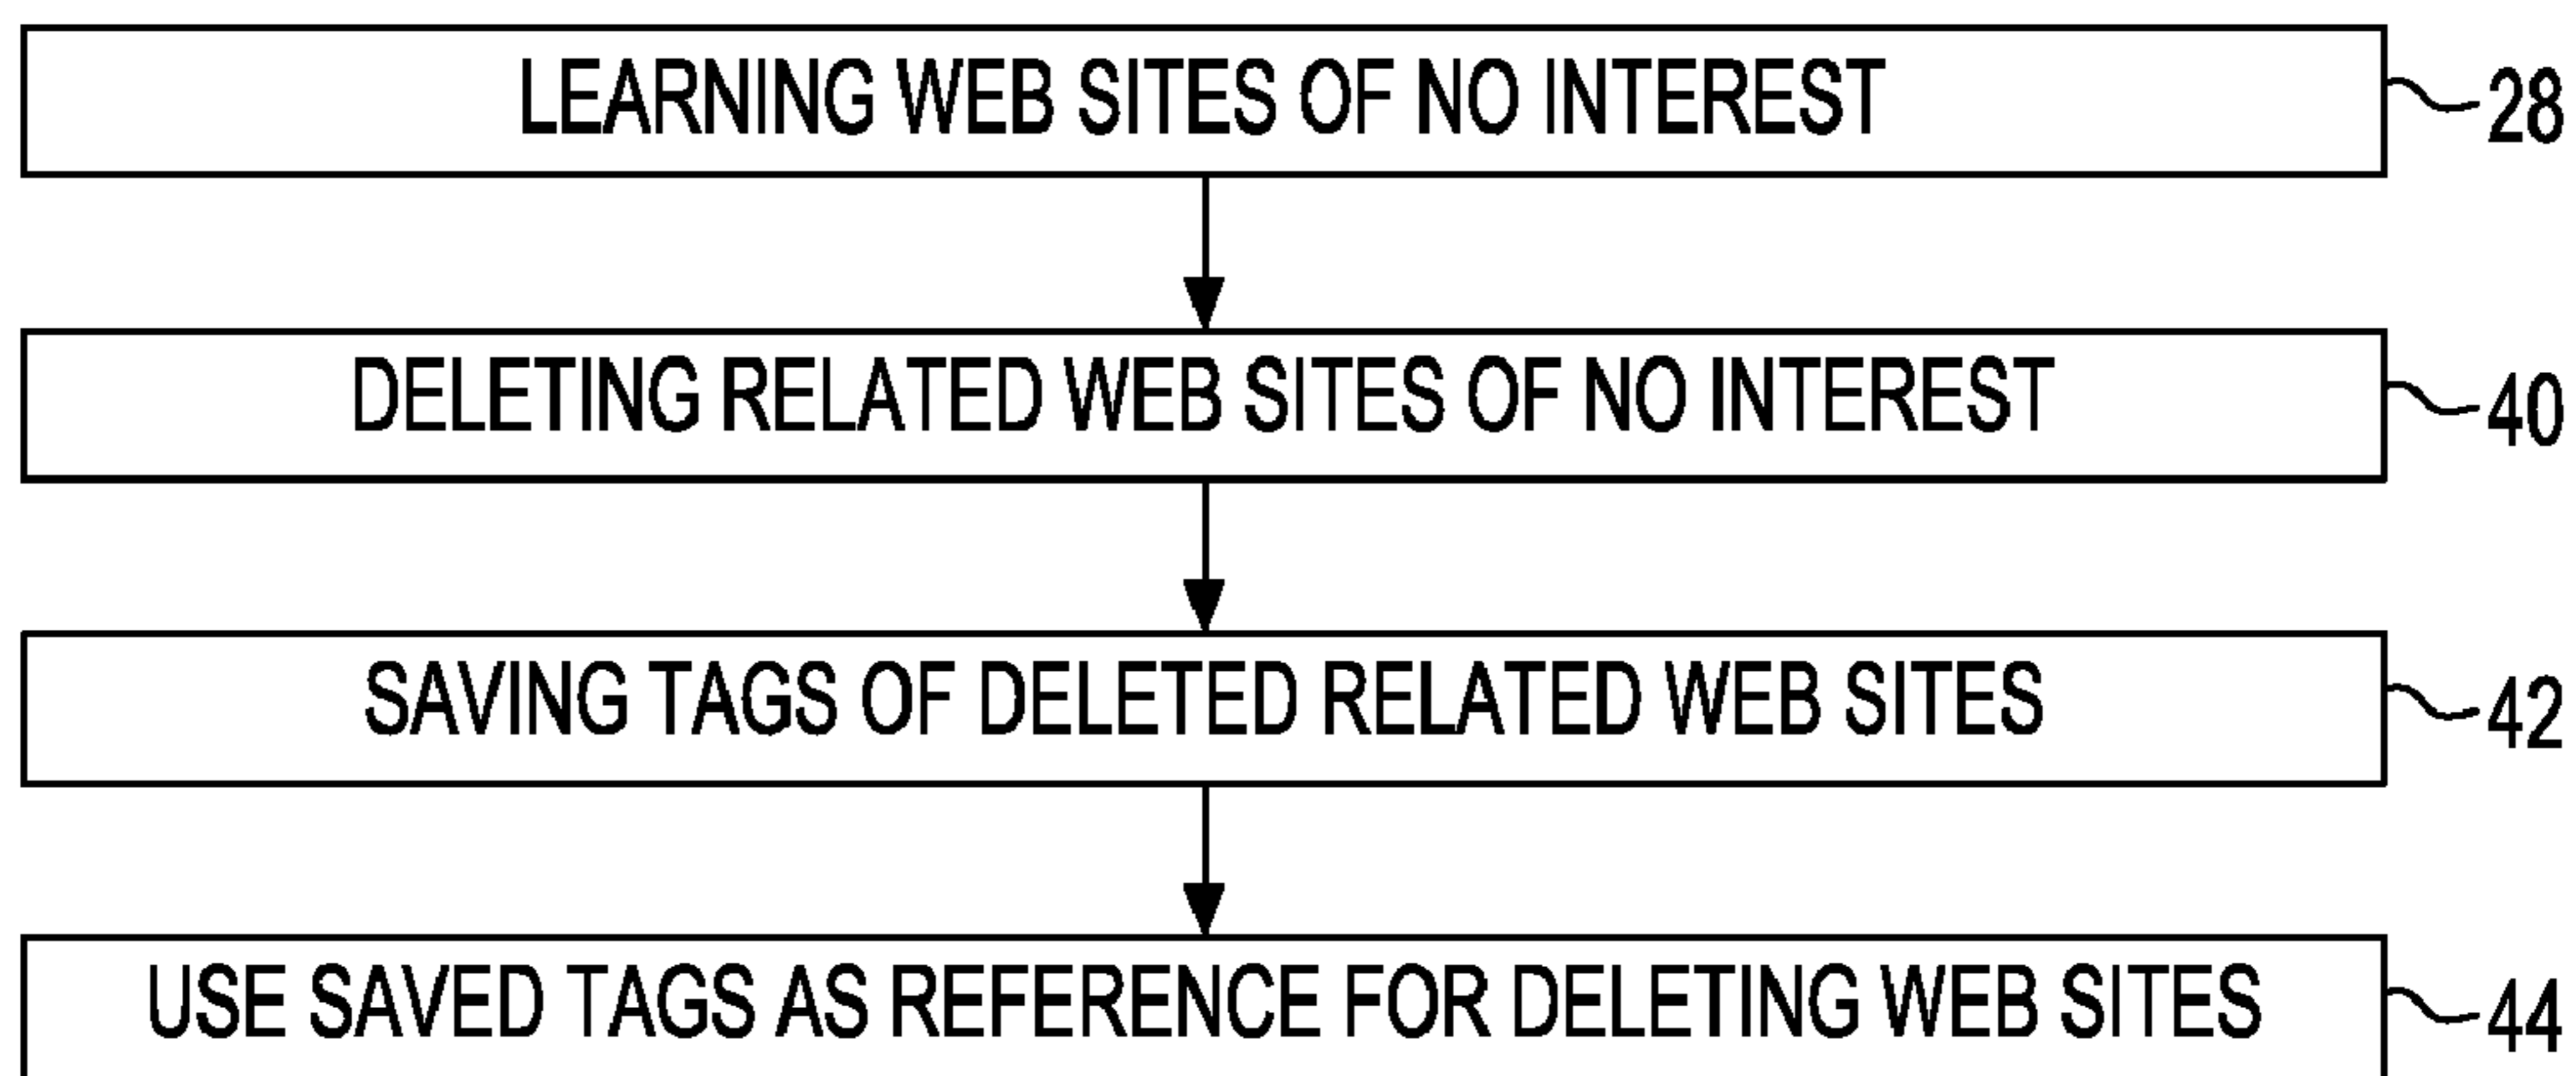 LEARNING WEB SITES OF NO INTEREST
28
DELETING RELATED WEB SITES OF NO INTEREST
40
SAVING TAGS OF DELETED RELATED WEB SITES
42
USE SAVED TAGS AS REFERENCE FOR DELETING WEB SITES
44